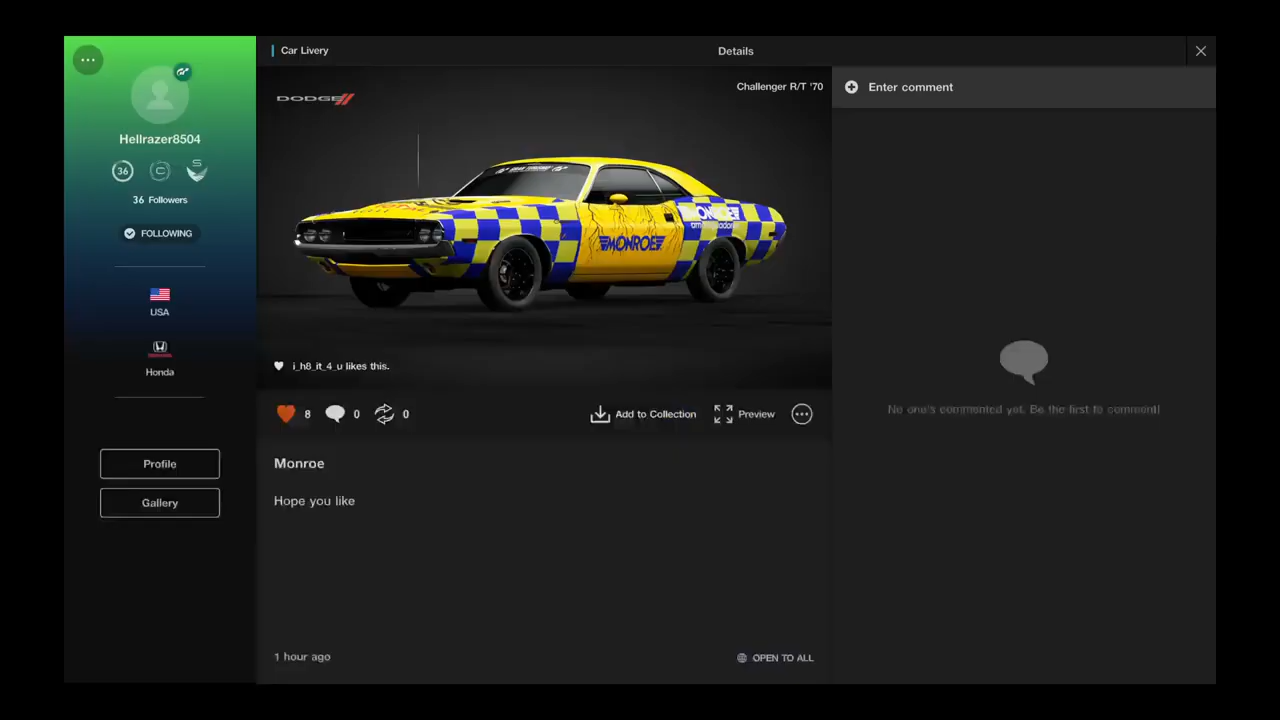 Hellrazer8504
36
C
S
36 Followers
FOLLOWING
USA
Honda
Profile
Gallery
Car Livery
Details
DODGE
Challenger R/T '70
MONROE
MONROE
i_h8_it_4_u likes this.
8
0
0
Add to Collection
Preview
Monroe
Hope you like
1 hour ago
OPEN TO ALL
Enter comment
No one's commented yet. Be the first to comment!